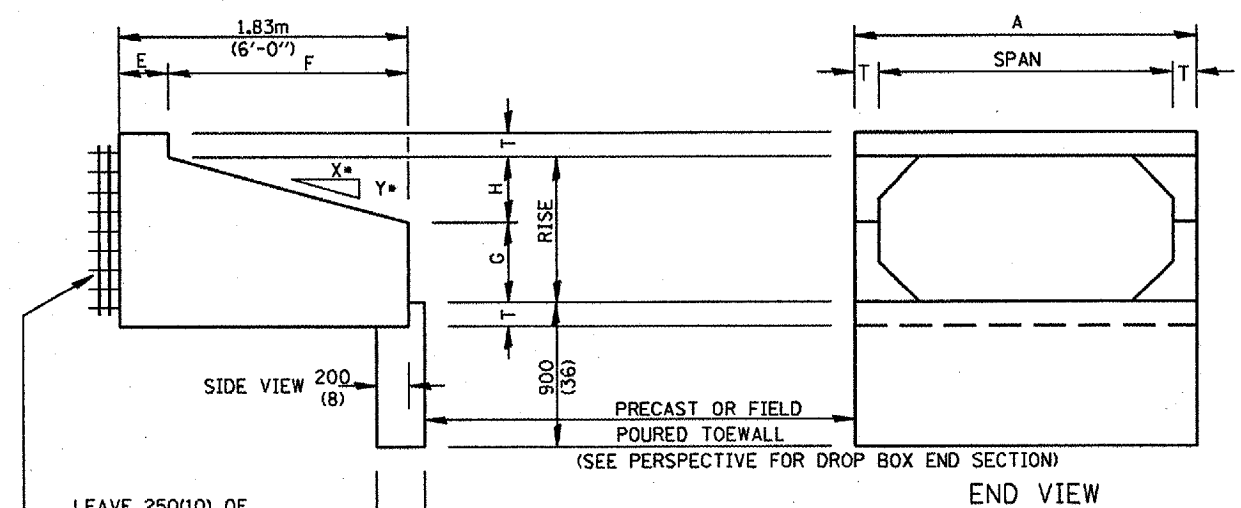 1.83m
(6'-0")
E
F
A
T
SPAN
T
T
X*
Y*
H
RISE
G
T
SIDE VIEW
200
(8)
900
(36)
PRECAST OR FIELD
POURED TOEWALL
(SEE PERSPECTIVE FOR DROP BOX END SECTION)
END VIEW
LEAVE 250(10) OF